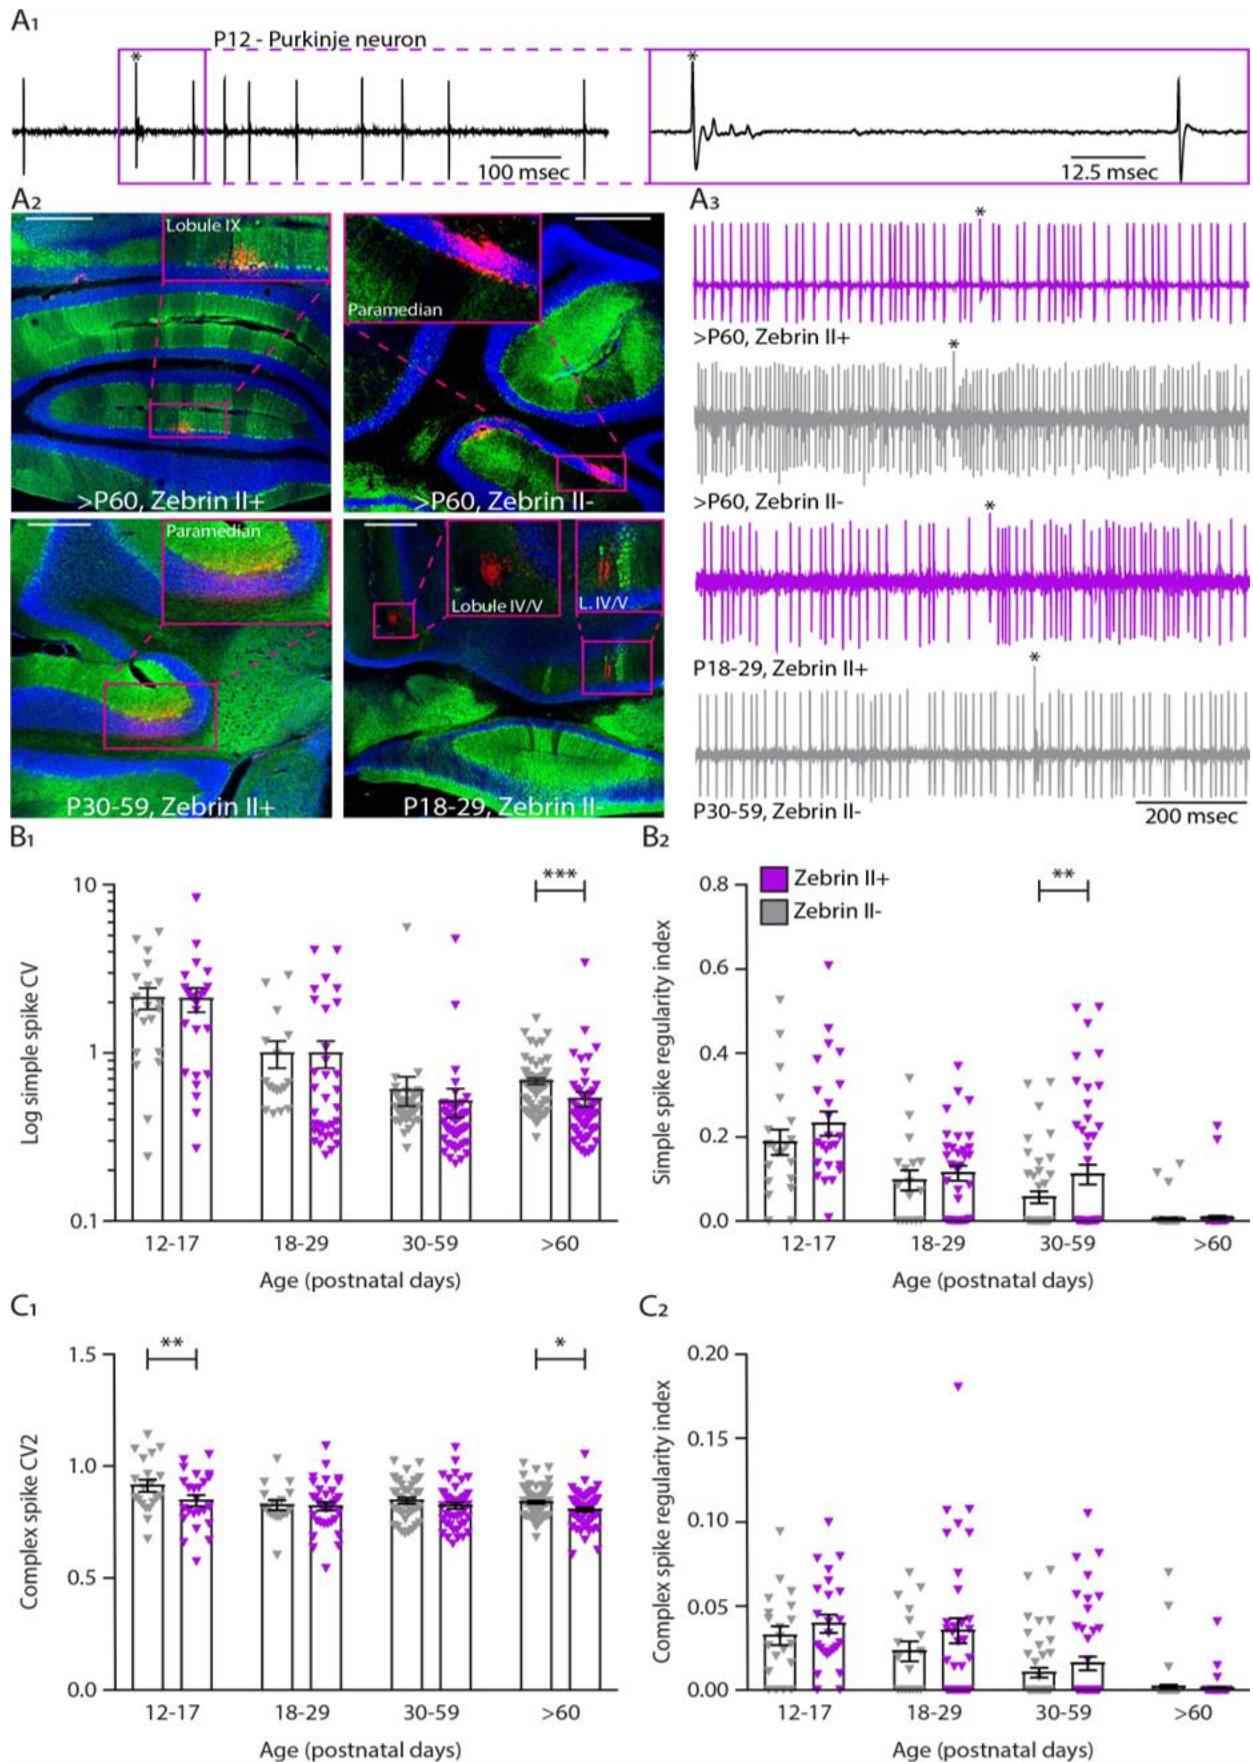 A1
P12 - Purkinje neuron
*
*
100 msec
12.5 msec
A2
A3
Lobule IX
>P60, Zebrin II+
Paramedian
>P60, Zebrin II-
Paramedian
P30-59, Zebrin II+
Lobule IV/V
L. IV/V
P18-29, Zebrin II-
*
>P60, Zebrin II+
*
>P60, Zebrin II-
*
P18-29, Zebrin II+
*
P30-59, Zebrin II-
200 msec
B1
10
1
0.1
Log simple spike CV
***
12-17 18-29 30-59 >60
Age (postnatal days)
B2
Zebrin II+
Zebrin II-
0.8
0.6
0.4
0.2
0.0
Simple spike regularity index
**
12-17 18-29 30-59 >60
Age (postnatal days)
C1
1.5
1.0
0.5
0.0
Complex spike CV2
**
*
12-17 18-29 30-59 >60
Age (postnatal days)
C2
0.20
0.15
0.10
0.05
0.00
Complex spike regularity index
12-17 18-29 30-59 >60
Age (postnatal days)